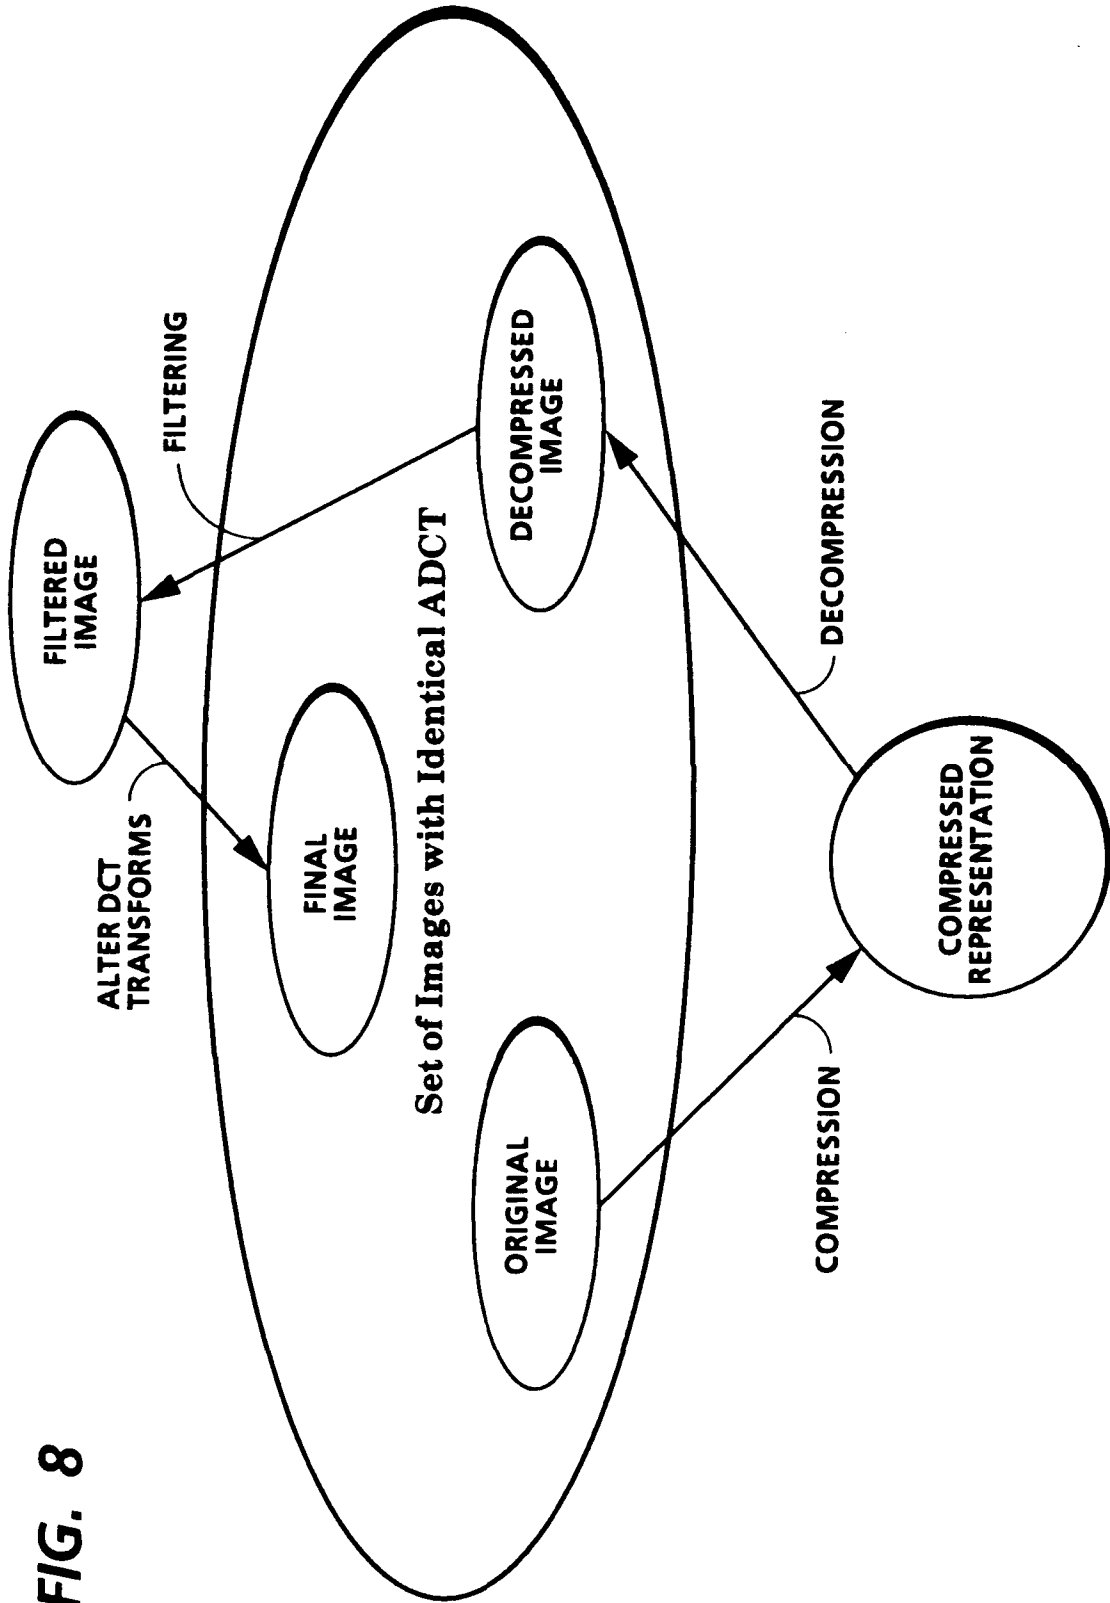 FIG. 8
FILTERED
IMAGE
ALTER DCT
TRANSFORMS
FILTERING
FINAL
IMAGE
Set of Images with Identical ADCT
ORIGINAL
IMAGE
DECOMPRESSED
IMAGE
COMPRESSION
DECOMPRESSION
COMPRESSED
REPRESENTATION